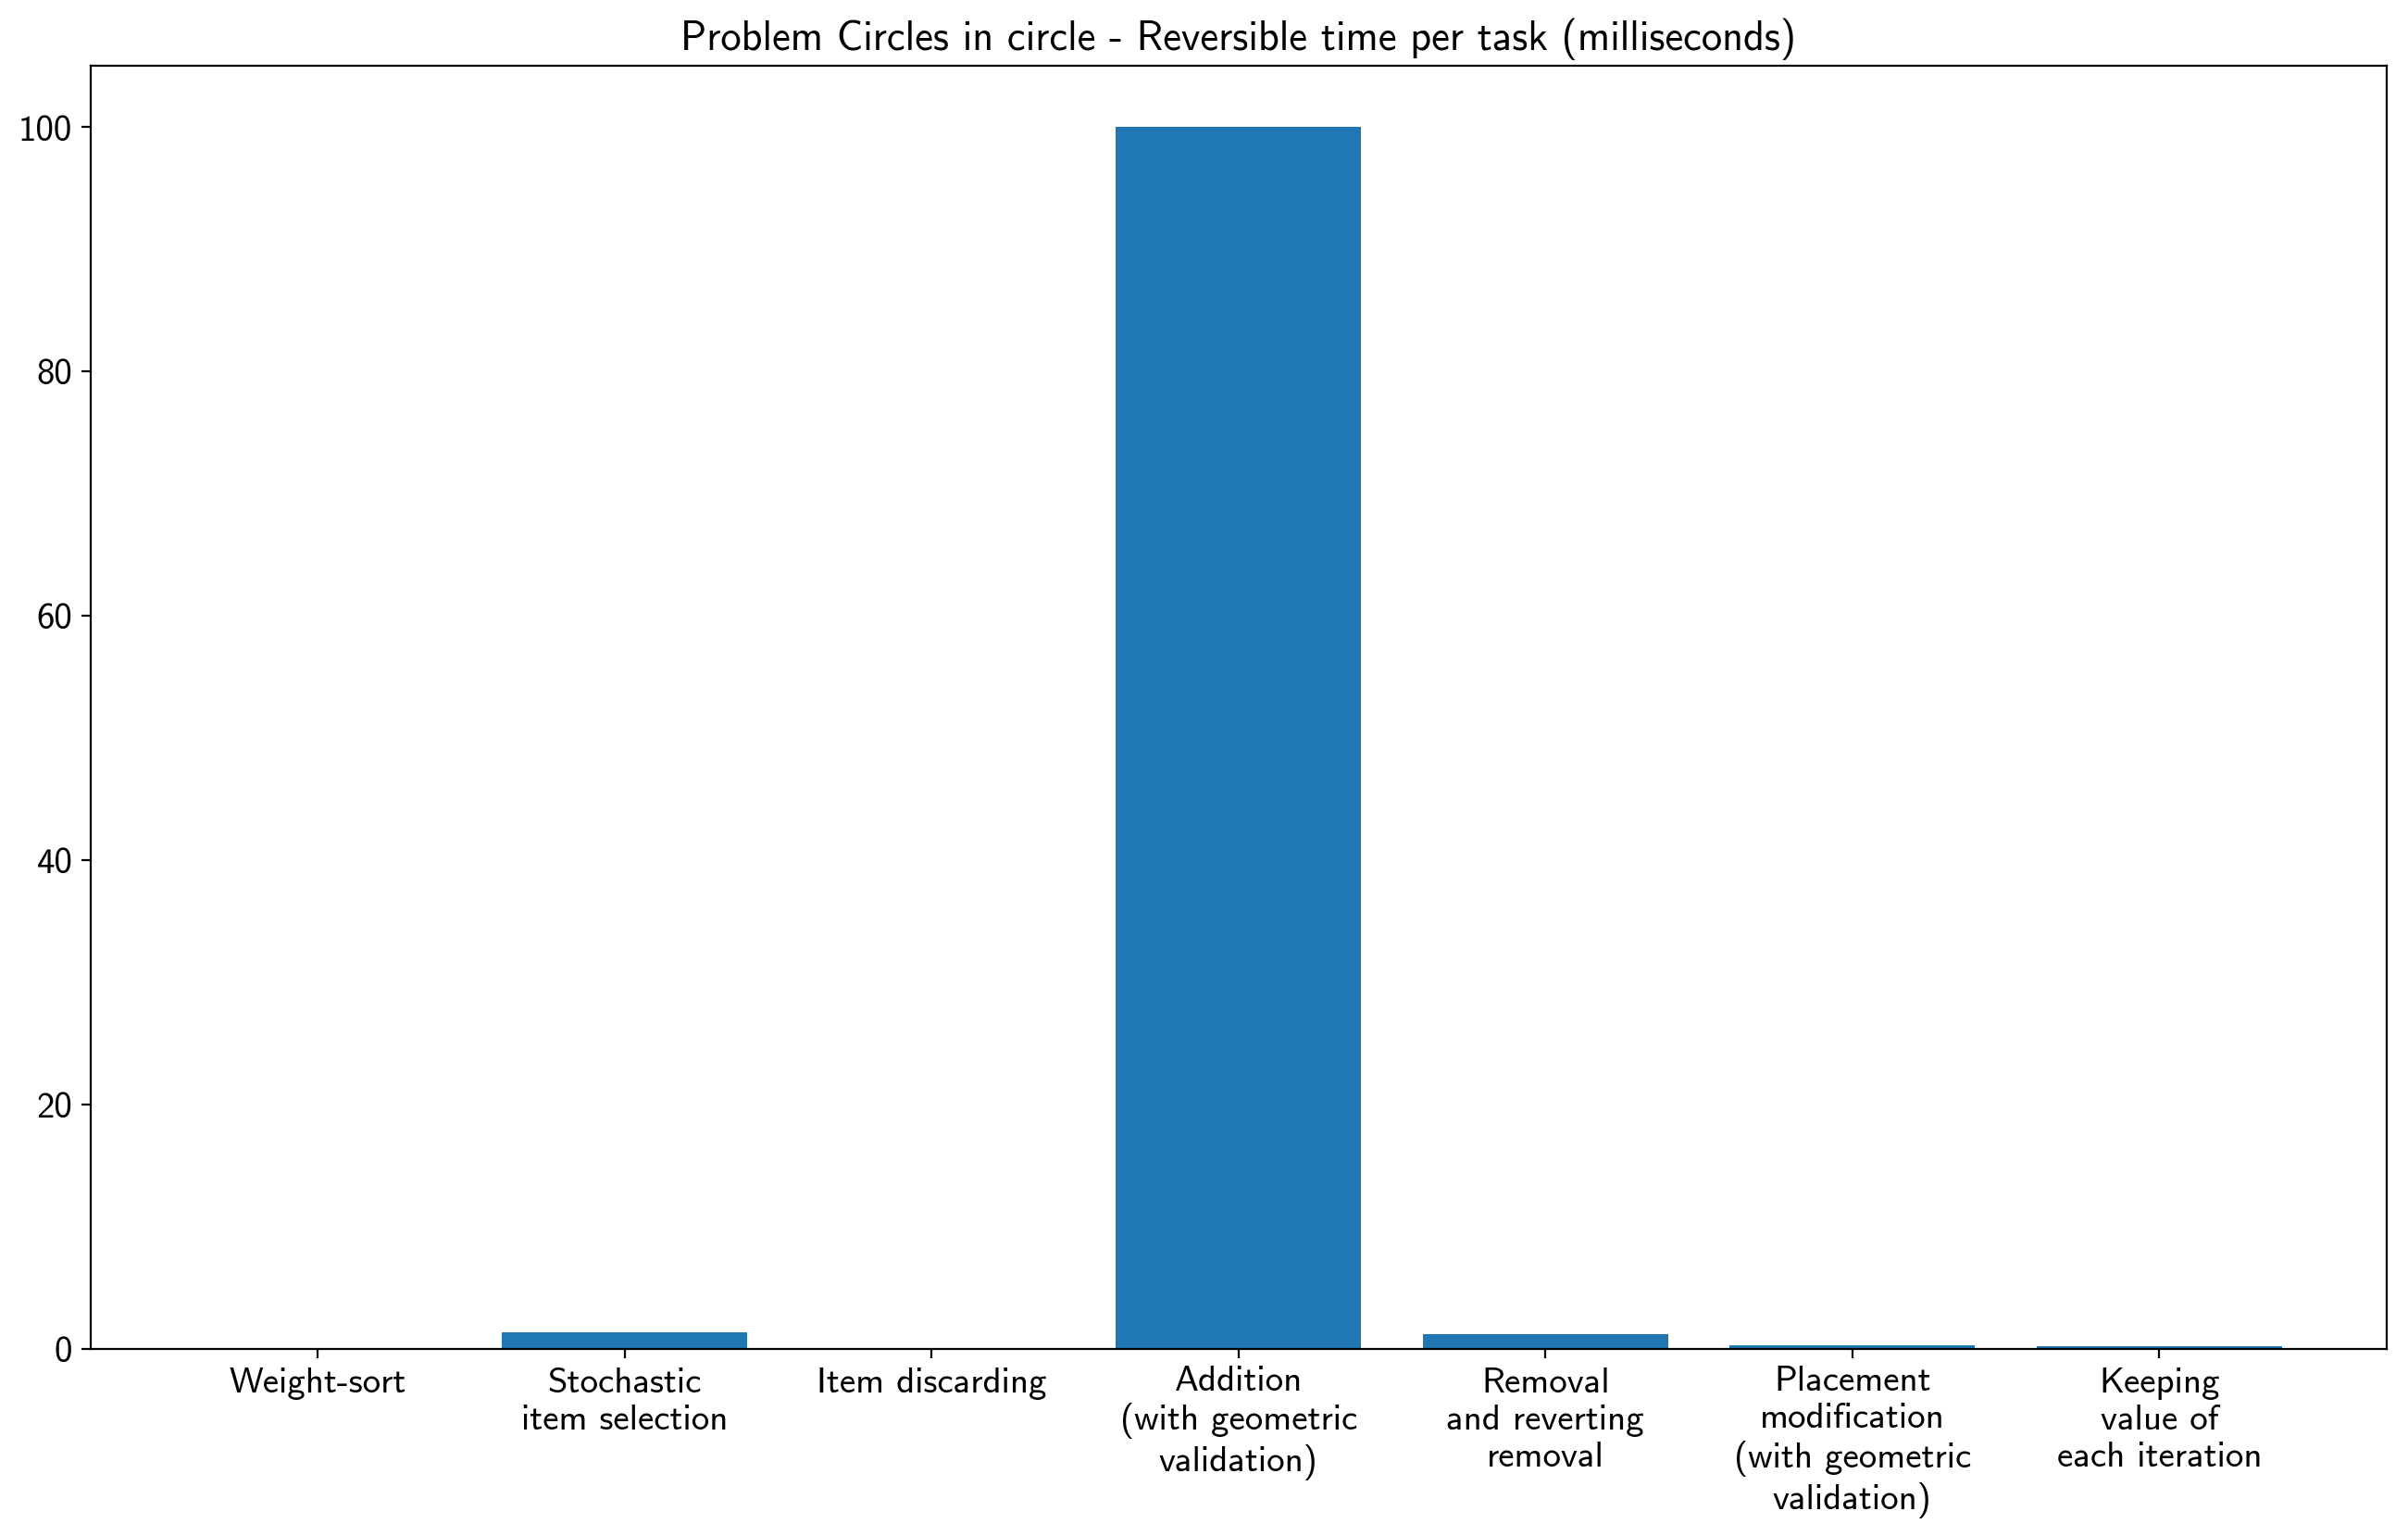 Problem Circles in circle - Reversible time per task (milliseconds)
100
80
60
40
20
0
Weight-sort
Stochastic
item selection
Item discarding
Addition
(with geometric
validation)
Removal
and reverting
removal
Placement
modification
(with geometric
validation)
Keeping
value of
each iteration